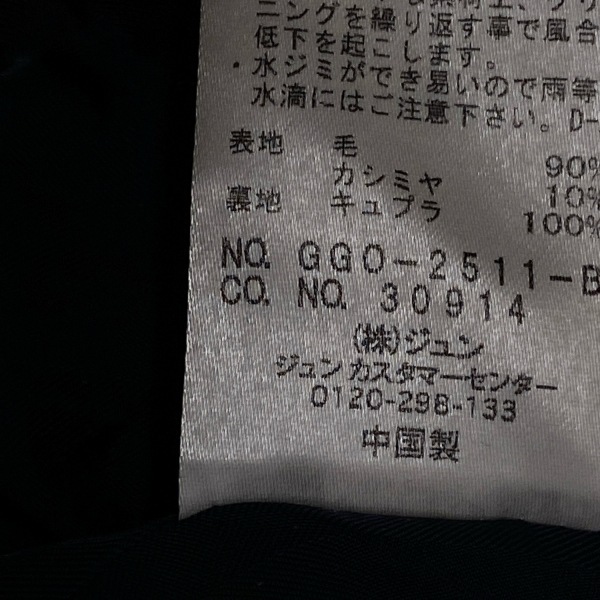 ニングを繰り返す事で風合
低下を起こします。
・水ジミができ易いので雨等
水滴にはご注意下さい。D-
表地 毛 90%
カシミヤ 10%
裏地 キュプラ 100%
NO. GGO-2511-B
CO. NO. 30914
(株)ジュン
ジュン カスタマーセンター
0120-298-133
中国製